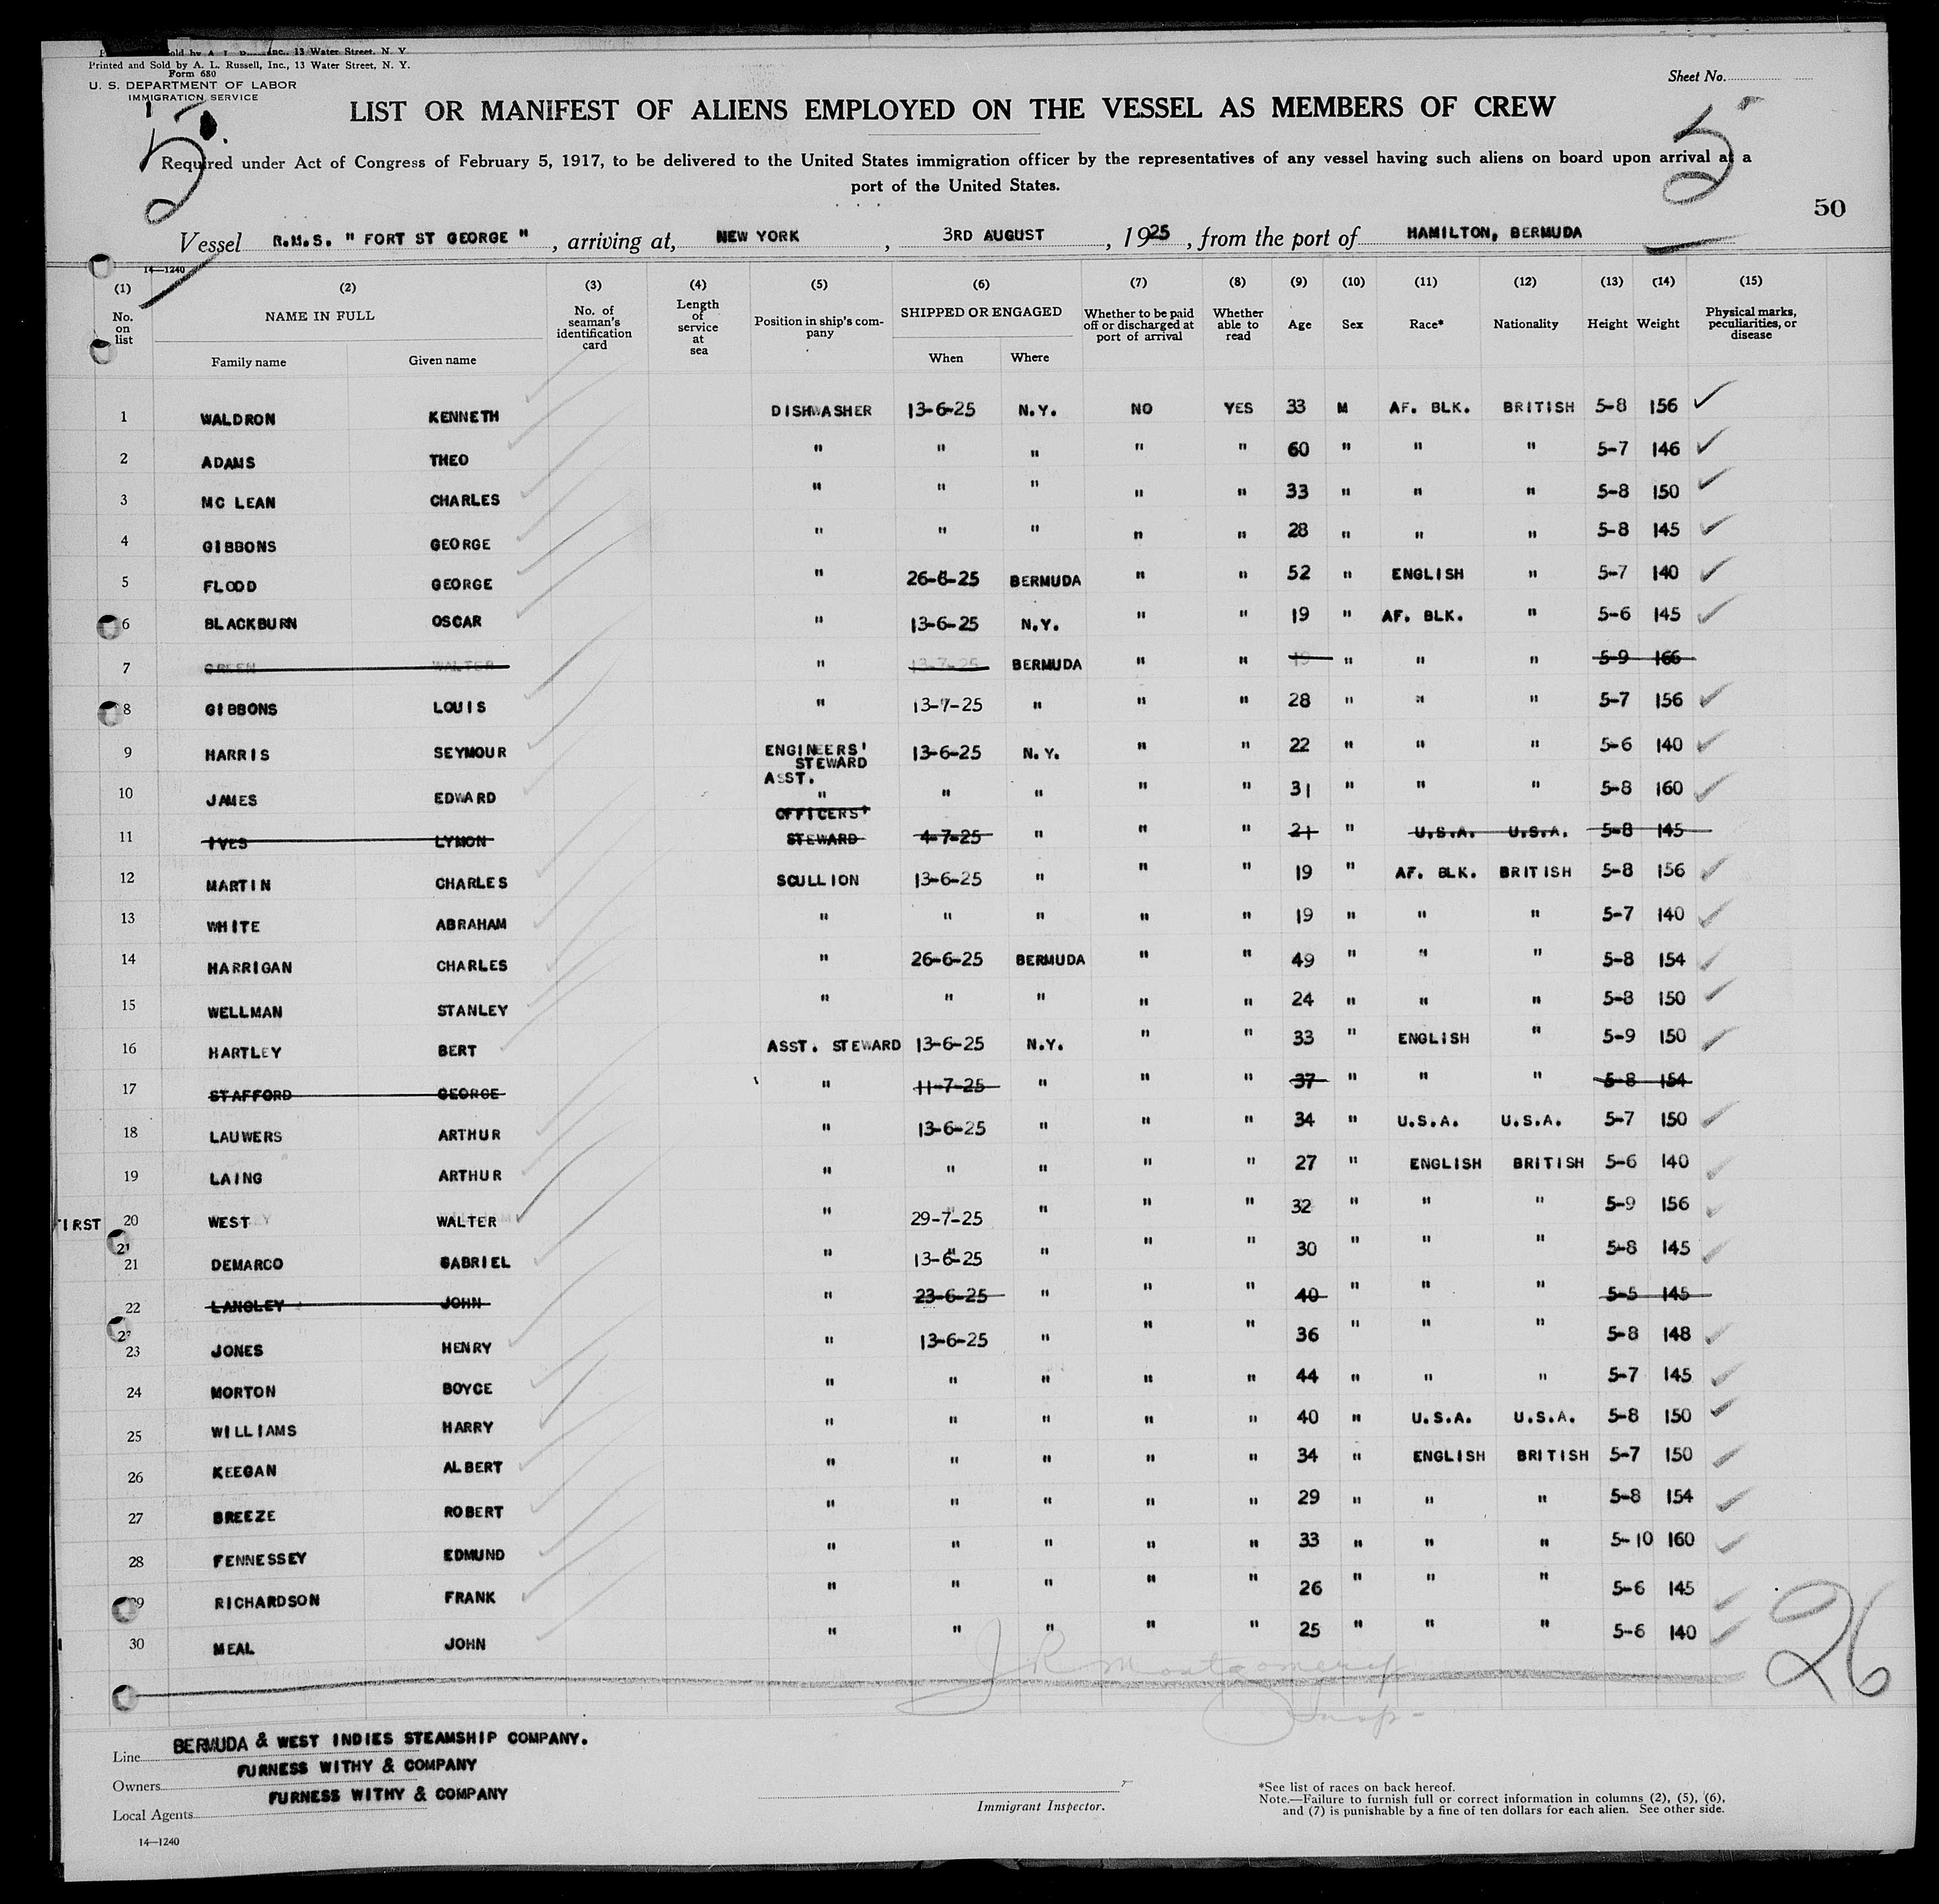 Printed and Sold by A. L. Russell, Inc., 13 Water Street, N. Y.
Form 680
U. S. DEPARTMENT OF LABOR
IMMIGRATION SERVICE
Sheet No.
LIST OR MANIFEST OF ALIENS EMPLOYED ON THE VESSEL AS MEMBERS OF CREW
Required under Act of Congress of February 5, 1917, to be delivered to the United States immigration officer by the representatives of any vessel having such aliens on board upon arrival at a
port of the United States.
5
5
50
Vessel R.M.S. " FORT ST GEORGE " , arriving at, NEW YORK , 3RD AUGUST , 1925 , from the port of HAMILTON, BERMUDA
14—1240
(1) (2) (3) (4) (5) (6) (7) (8) (9) (10) (11) (12) (13) (14) (15)
No. on list NAME IN FULL Family name Given name No. of seaman's identification card Length of service at sea Position in ship's company SHIPPED OR ENGAGED When Where Whether to be paid off or discharged at port of arrival Whether able to read Age Sex Race* Nationality Height Weight Physical marks, peculiarities, or disease
1 WALDRON KENNETH DISHWASHER 13-6-25 N.Y. NO YES 33 M AF. BLK. BRITISH 5-8 156
2 ADAMS THEO " " " " " 60 " " " 5-7 146
3 MC LEAN CHARLES " " " " " 33 " " " 5-8 150
4 GIBBONS GEORGE " " " " " 28 " " " 5-8 145
5 FLOOD GEORGE " 26-6-25 BERMUDA " " 52 " ENGLISH " 5-7 140
6 BLACKBURN OSCAR " 13-6-25 N.Y. " " 19 " AF. BLK. " 5-6 145
7 GREEN WALTER " 13-7-25 BERMUDA " " 19 " " " 5-9 166
8 GIBBONS LOUIS " 13-7-25 " " " 28 " " " 5-7 156
9 HARRIS SEYMOUR ENGINEERS' STEWARD 13-6-25 N.Y. " " 22 " " " 5-6 140
10 JAMES EDWARD ASST. " " " " " 31 " " " 5-8 160
11 IVES LYMON OFFICERS' STEWARD 4-7-25 " " " 21 " U.S.A. U.S.A. 5-8 145
12 MARTIN CHARLES SCULLION 13-6-25 " " " 19 " AF. BLK. BRITISH 5-8 156
13 WHITE ABRAHAM " " " " " 19 " " " 5-7 140
14 HARRIGAN CHARLES " 26-6-25 BERMUDA " " 49 " " " 5-8 154
15 WELLMAN STANLEY " " " " " 24 " " " 5-8 150
16 HARTLEY BERT ASST. STEWARD 13-6-25 N.Y. " " 33 " ENGLISH " 5-9 150
17 STAFFORD GEORGE " 11-7-25 " " " 37 " " " 5-8 154
18 LAUWERS ARTHUR " 13-6-25 " " " 34 " U.S.A. U.S.A. 5-7 150
19 LAING ARTHUR " " " " " 27 " ENGLISH BRITISH 5-6 140
FIRST 20 WEST WALTER " 29-7-25 " " " 32 " " " 5-9 156
21 DEMARCO GABRIEL " 13-6-25 " " " 30 " " " 5-8 145
22 LANGLEY JOHN " 23-6-25 " " " 40 " " " 5-5 145
23 JONES HENRY " 13-6-25 " " " 36 " " " 5-8 148
24 MORTON BOYCE " " " " " 44 " " " 5-7 145
25 WILLIAMS HARRY " " " " " 40 " U.S.A. U.S.A. 5-8 150
26 KEEGAN ALBERT " " " " " 34 " ENGLISH BRITISH 5-7 150
27 BREEZE ROBERT " " " " " 29 " " " 5-8 154
28 FENNESSEY EDMUND " " " " " 33 " " " 5-10 160
29 RICHARDSON FRANK " " " " " 26 " " " 5-6 145
30 MEAL JOHN " " " " " 25 " " " 5-6 140
26
J R Montgomery
Insp-
Line BERMUDA & WEST INDIES STEAMSHIP COMPANY.
Owners FURNESS WITHY & COMPANY
Local Agents FURNESS WITHY & COMPANY
Immigrant Inspector.
*See list of races on back hereof.
Note.—Failure to furnish full or correct information in columns (2), (5), (6),
and (7) is punishable by a fine of ten dollars for each alien. See other side.
14—1240